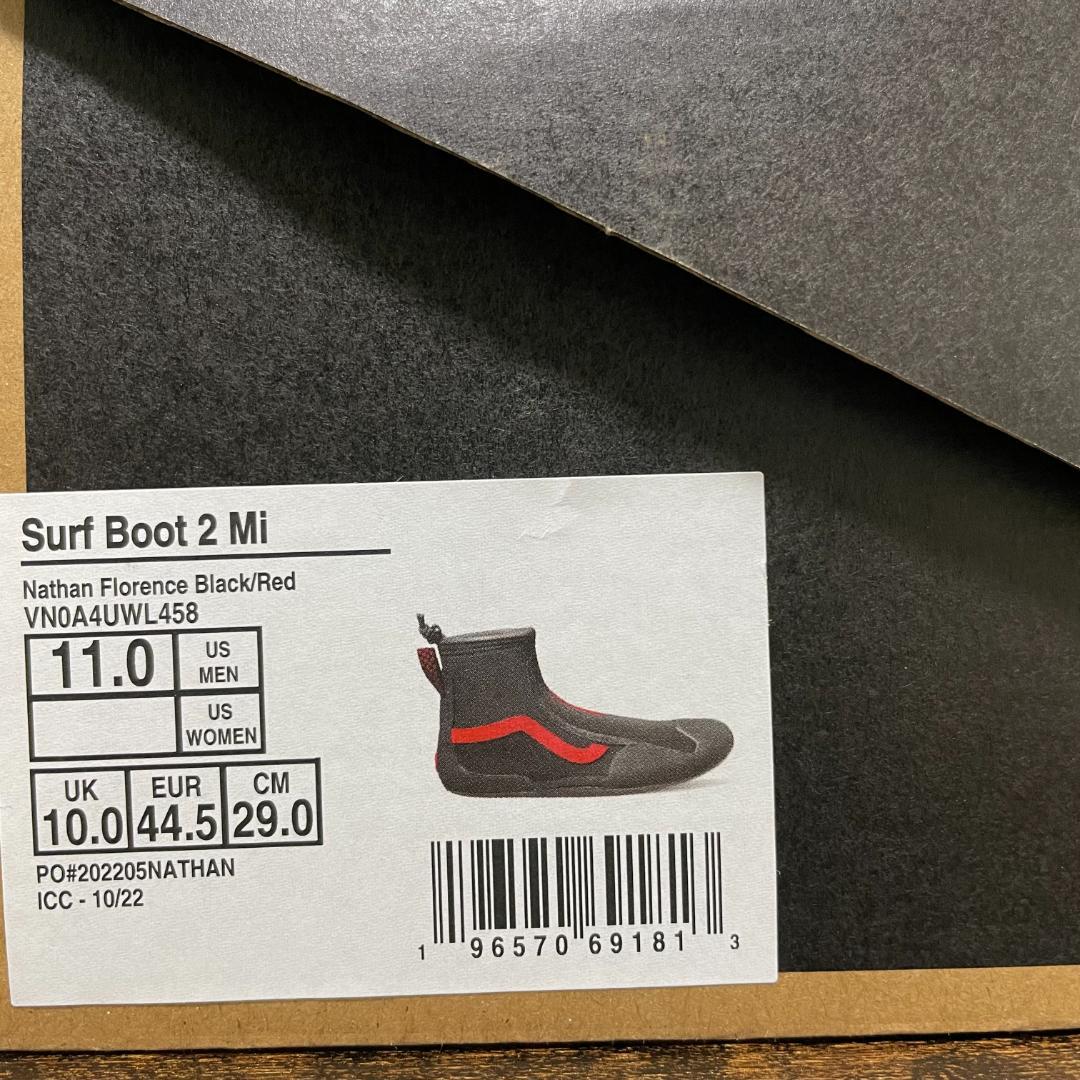 Surf Boot 2 Mi
Nathan Florence Black/Red
VN0A4UWL458
11.0 US MEN
US WOMEN
UK EUR CM
10.0 44.5 29.0
PO#202205NATHAN
ICC - 10/22
1 96570 69181 3